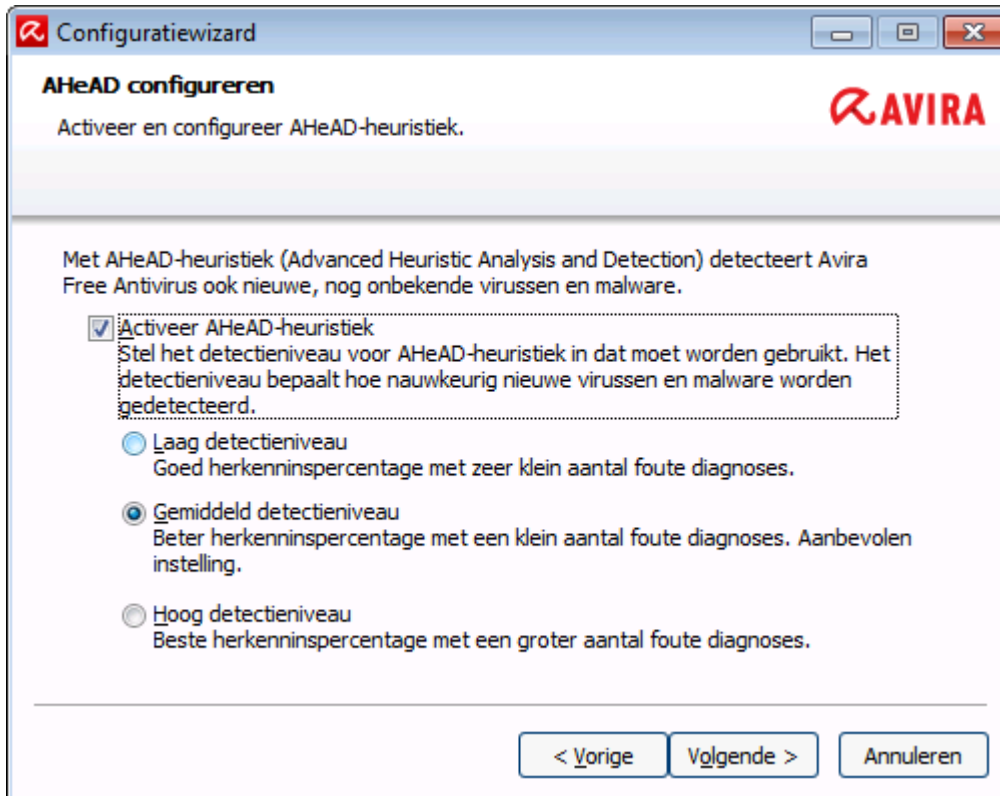 Configuratiewizard
AHeAD configureren
Activeer en configureer AHeAD-heuristiek.
AVIRA
Met AHeAD-heuristiek (Advanced Heuristic Analysis and Detection) detecteert Avira
Free Antivirus ook nieuwe, nog onbekende virussen en malware.
Activeer AHeAD-heuristiek
Stel het detectieniveau voor AHeAD-heuristiek in dat moet worden gebruikt. Het
detectieniveau bepaalt hoe nauwkeurig nieuwe virussen en malware worden
gedetecteerd.
Laag detectieniveau
Goed herkenninspercentage met zeer klein aantal foute diagnoses.
Gemiddeld detectieniveau
Beter herkenninspercentage met een klein aantal foute diagnoses. Aanbevolen
instelling.
Hoog detectieniveau
Beste herkenninspercentage met een groter aantal foute diagnoses.
< Vorige
Volgende >
Annuleren